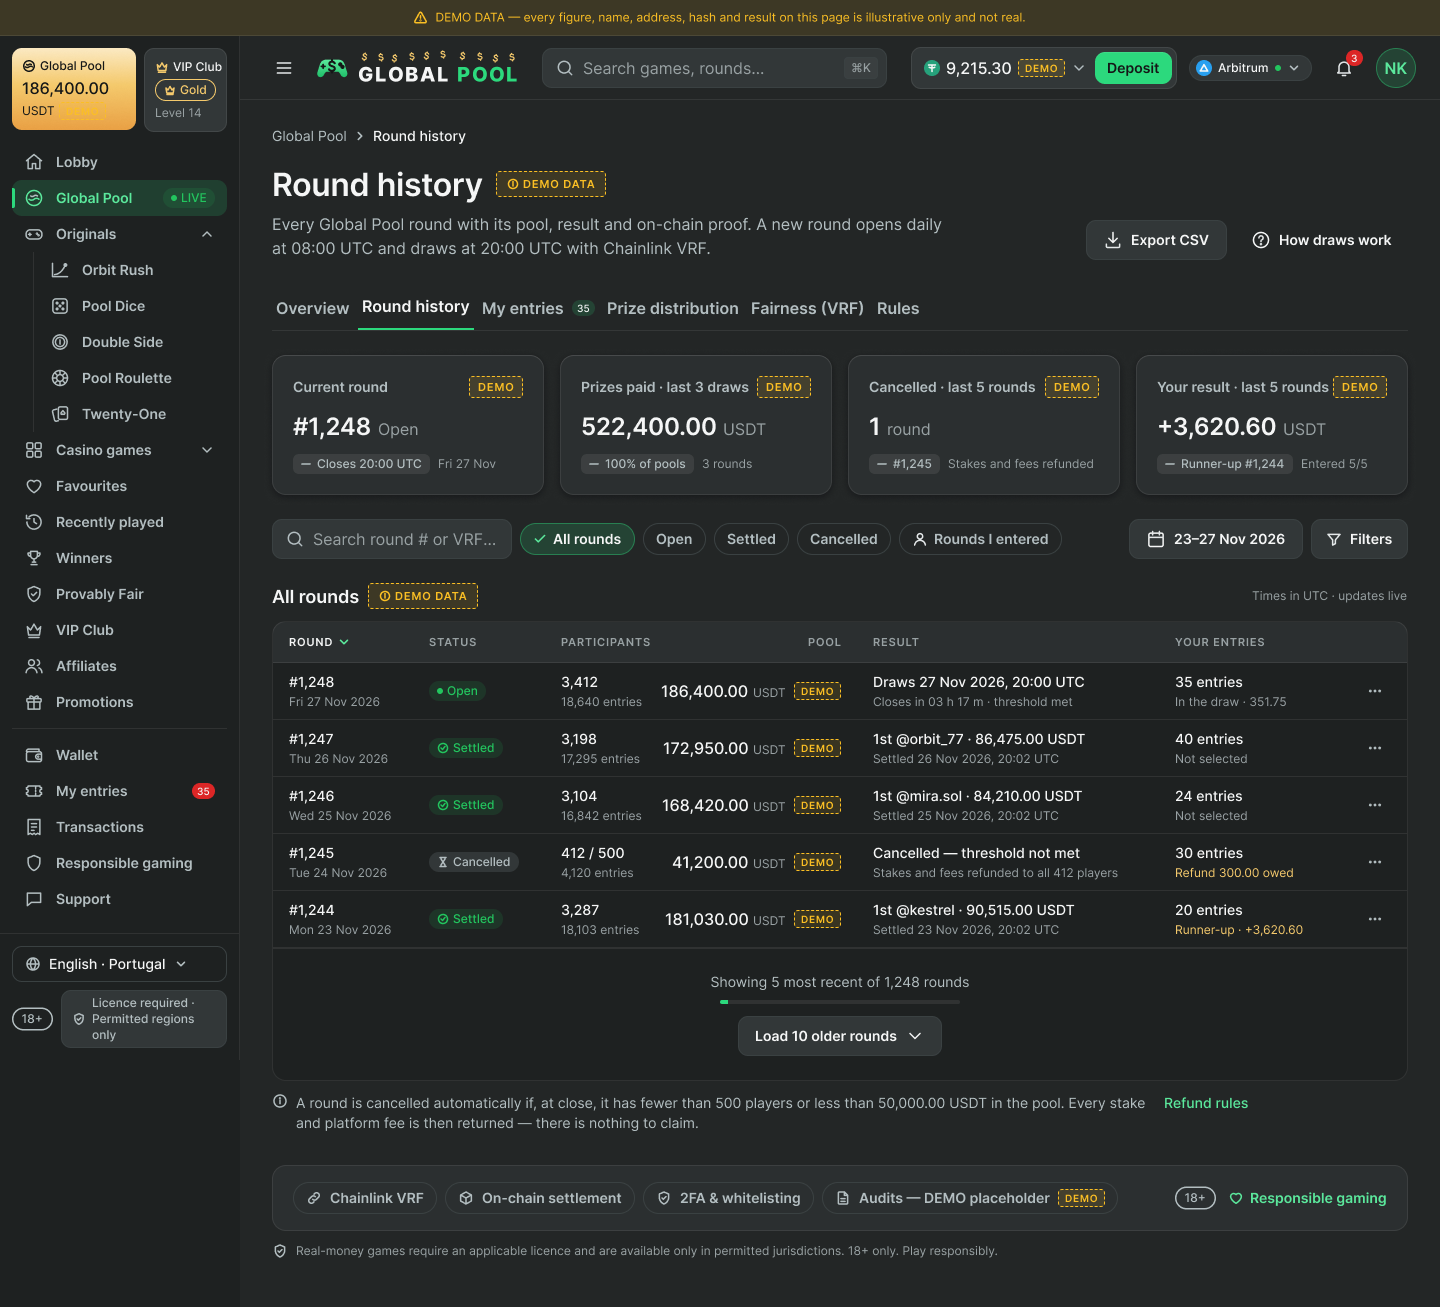 DEMO DATA — every figure, name, address, hash and result on this page is illustrative only and not real.
Global Pool
186,400.00
USDT DEMO
VIP Club
Gold
Level 14
$ $ $ $ $ $ $ $ $
GLOBAL POOL
Search games, rounds...
⌘K
9,215.30 DEMO
Deposit
Arbitrum
3
NK
Lobby
Global Pool LIVE
Originals
Orbit Rush
Pool Dice
Double Side
Pool Roulette
Twenty-One
Casino games
Favourites
Recently played
Winners
Provably Fair
VIP Club
Affiliates
Promotions
Wallet
My entries 35
Transactions
Responsible gaming
Support
English · Portugal
18+
Licence required ·
Permitted regions
only
Global Pool > Round history
Round history DEMO DATA
Every Global Pool round with its pool, result and on-chain proof. A new round opens daily
at 08:00 UTC and draws at 20:00 UTC with Chainlink VRF.
Export CSV
How draws work
Overview Round history My entries 35 Prize distribution Fairness (VRF) Rules
Current round DEMO
#1,248 Open
— Closes 20:00 UTC Fri 27 Nov
Prizes paid · last 3 draws DEMO
522,400.00 USDT
— 100% of pools 3 rounds
Cancelled · last 5 rounds DEMO
1 round
— #1,245 Stakes and fees refunded
Your result · last 5 rounds DEMO
+3,620.60 USDT
— Runner-up #1,244 Entered 5/5
Search round # or VRF...
All rounds
Open
Settled
Cancelled
Rounds I entered
23–27 Nov 2026
Filters
All rounds DEMO DATA
Times in UTC · updates live
ROUND STATUS PARTICIPANTS POOL RESULT YOUR ENTRIES
#1,248 Open 3,412 186,400.00 USDT DEMO Draws 27 Nov 2026, 20:00 UTC 35 entries
Fri 27 Nov 2026 18,640 entries Closes in 03 h 17 m · threshold met In the draw · 351.75
#1,247 Settled 3,198 172,950.00 USDT DEMO 1st @orbit_77 · 86,475.00 USDT 40 entries
Thu 26 Nov 2026 17,295 entries Settled 26 Nov 2026, 20:02 UTC Not selected
#1,246 Settled 3,104 168,420.00 USDT DEMO 1st @mira.sol · 84,210.00 USDT 24 entries
Wed 25 Nov 2026 16,842 entries Settled 25 Nov 2026, 20:02 UTC Not selected
#1,245 Cancelled 412 / 500 41,200.00 USDT DEMO Cancelled — threshold not met 30 entries
Tue 24 Nov 2026 4,120 entries Stakes and fees refunded to all 412 players Refund 300.00 owed
#1,244 Settled 3,287 181,030.00 USDT DEMO 1st @kestrel · 90,515.00 USDT 20 entries
Mon 23 Nov 2026 18,103 entries Settled 23 Nov 2026, 20:02 UTC Runner-up · +3,620.60
Showing 5 most recent of 1,248 rounds
Load 10 older rounds
A round is cancelled automatically if, at close, it has fewer than 500 players or less than 50,000.00 USDT in the pool. Every stake
and platform fee is then returned — there is nothing to claim.
Refund rules
Chainlink VRF
On-chain settlement
2FA & whitelisting
Audits — DEMO placeholder DEMO
18+
Responsible gaming
Real-money games require an applicable licence and are available only in permitted jurisdictions. 18+ only. Play responsibly.